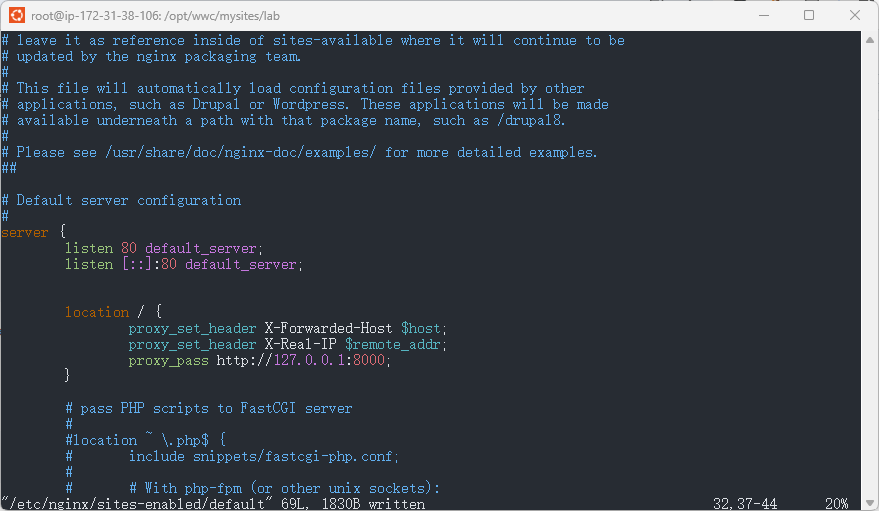 root@ip-172-31-38-106: /opt/wwc/mysites/lab
# leave it as reference inside of sites-available where it will continue to be
# updated by the nginx packaging team.
#
# This file will automatically load configuration files provided by other
# applications, such as Drupal or Wordpress. These applications will be made
# available underneath a path with that package name, such as /drupal8.
#
# Please see /usr/share/doc/nginx-doc/examples/ for more detailed examples.
##
# Default server configuration
#
server {
        listen 80 default_server;
        listen [::]:80 default_server;
        location / {
                proxy_set_header X-Forwarded-Host $host;
                proxy_set_header X-Real-IP $remote_addr;
                proxy_pass http://127.0.0.1:8000;
        }
        # pass PHP scripts to FastCGI server
        #
        #location ~ \.php$ {
        #       include snippets/fastcgi-php.conf;
        #
        #       # With php-fpm (or other unix sockets):
"/etc/nginx/sites-enabled/default" 69L, 1830B written 32,37-44 20%